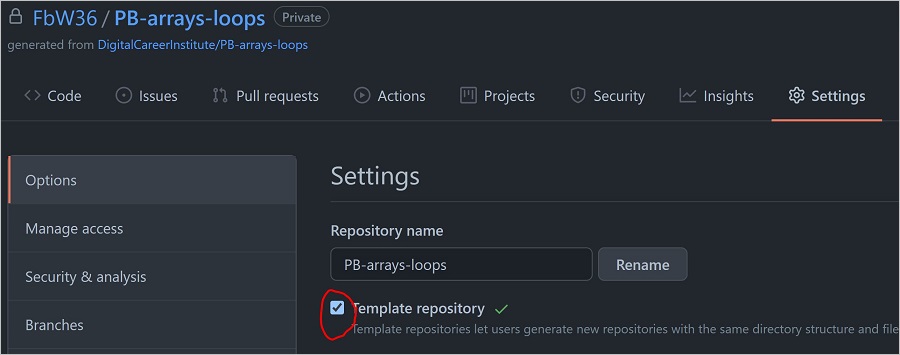 FbW36 / PB-arrays-loops Private
generated from DigitalCareerInstitute/PB-arrays-loops
Code Issues Pull requests Actions Projects Security Insights Settings
Options
Manage access
Security & analysis
Branches
Settings
Repository name
PB-arrays-loops Rename
Template repository
Template repositories let users generate new repositories with the same directory structure and file